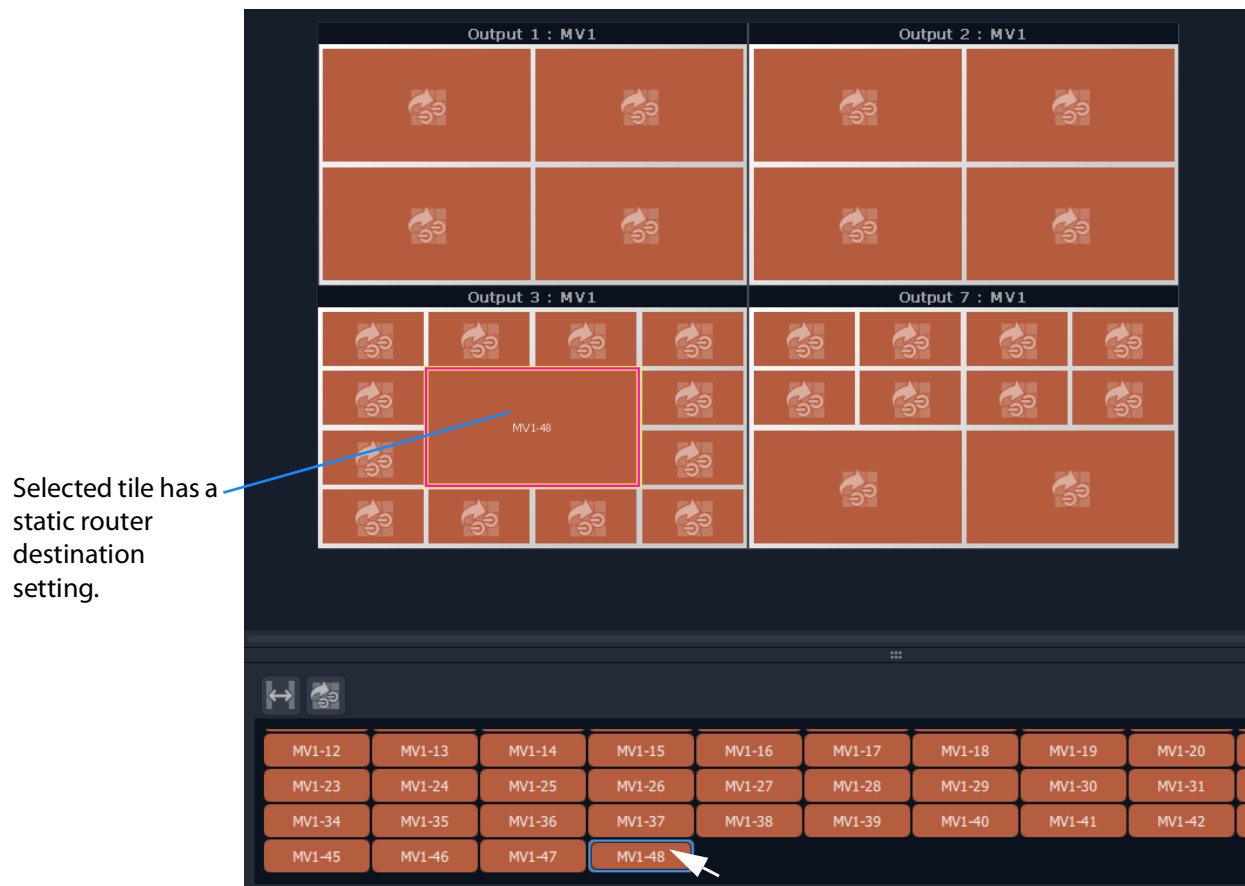 Output 1 : MV1
Output 2 : MV1
Output 3 : MV1
Output 7 : MV1
MV1-48
Selected tile has a
static router
destination
setting.
MV1-12 MV1-13 MV1-14 MV1-15 MV1-16 MV1-17 MV1-18 MV1-19 MV1-20
MV1-23 MV1-24 MV1-25 MV1-26 MV1-27 MV1-28 MV1-29 MV1-30 MV1-31
MV1-34 MV1-35 MV1-36 MV1-37 MV1-38 MV1-39 MV1-40 MV1-41 MV1-42
MV1-45 MV1-46 MV1-47 MV1-48